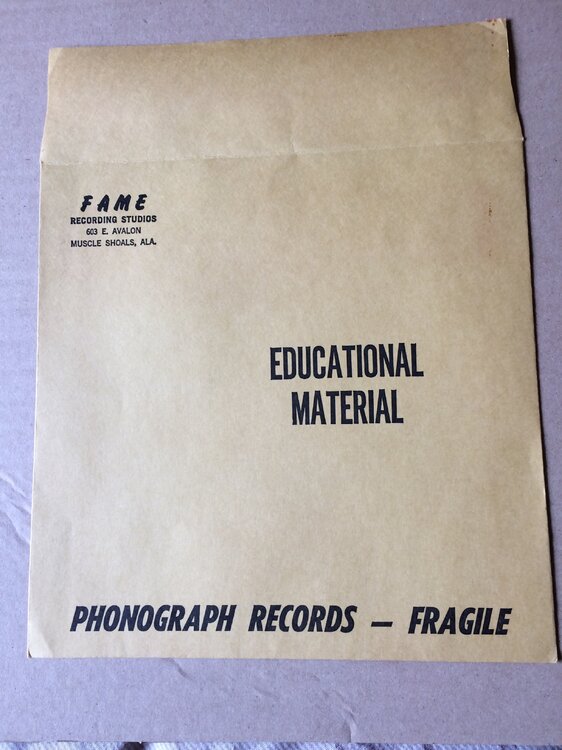 FAME
RECORDING STUDIOS
603 E. AVALON
MUSCLE SHOALS, ALA.
EDUCATIONAL
MATERIAL
PHONOGRAPH RECORDS — FRAGILE